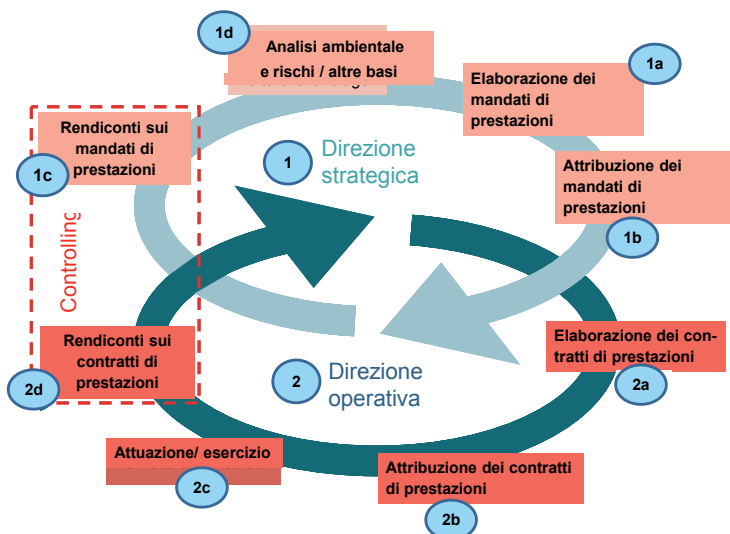 1d
Analisi ambientale
e rischi / altre basi
1a
Elaborazione dei
mandati di
prestazioni
Rendiconti sui
mandati di
prestazioni
1c
1
Direzione
strategica
Attribuzione dei
mandati di
prestazioni
1b
Controlling
Rendiconti sui
contratti di
prestazioni
2d
2
Direzione
operativa
Elaborazione dei con-
tratti di prestazioni
2a
Attuazione/ esercizio
2c
Attribuzione dei contratti
di prestazioni
2b